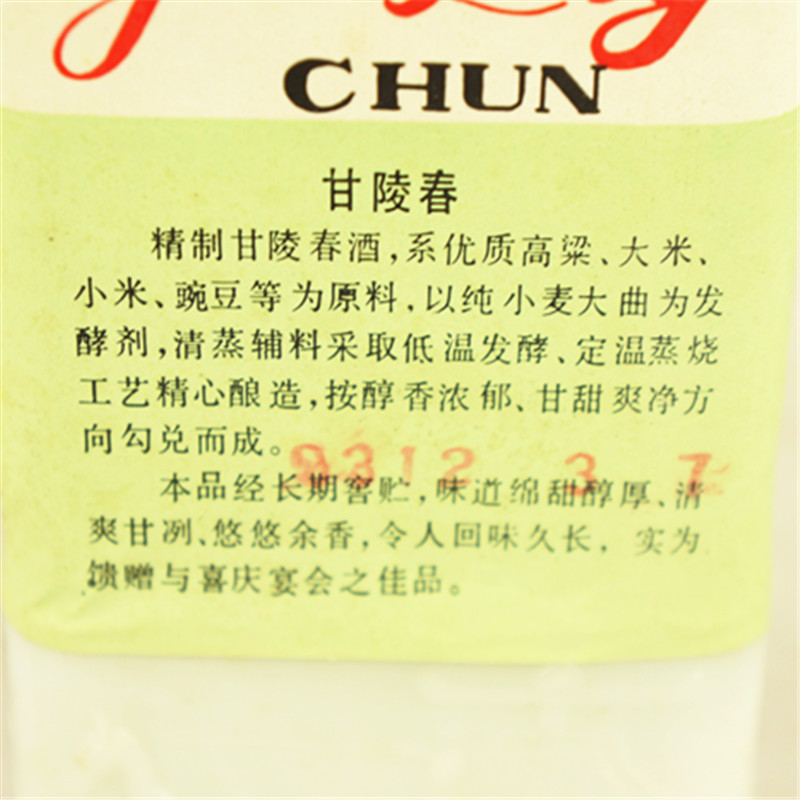 CHUN
甘陵春
精制甘陵春酒,系优质高粱、大米、
小米、豌豆等为原料,以纯小麦大曲为发
酵剂,清蒸辅料采取低温发酵、定温蒸烧
工艺精心酿造,按醇香浓郁、甘甜爽净方
向勾兑而成。
9312 3 7
本品经长期窖贮,味道绵甜醇厚、清
爽甘冽、悠悠余香,令人回味久长,实为
馈赠与喜庆宴会之佳品。